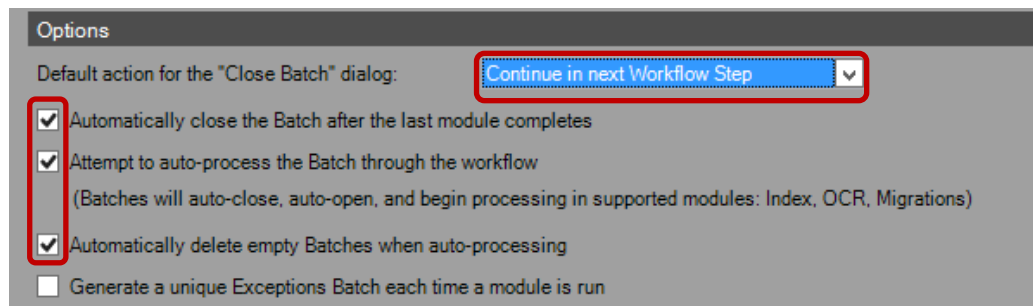 Options
Default action for the "Close Batch" dialog: Continue in next Workflow Step
Automatically close the Batch after the last module completes
Attempt to auto-process the Batch through the workflow
(Batches will auto-close, auto-open, and begin processing in supported modules: Index, OCR, Migrations)
Automatically delete empty Batches when auto-processing
Generate a unique Exceptions Batch each time a module is run